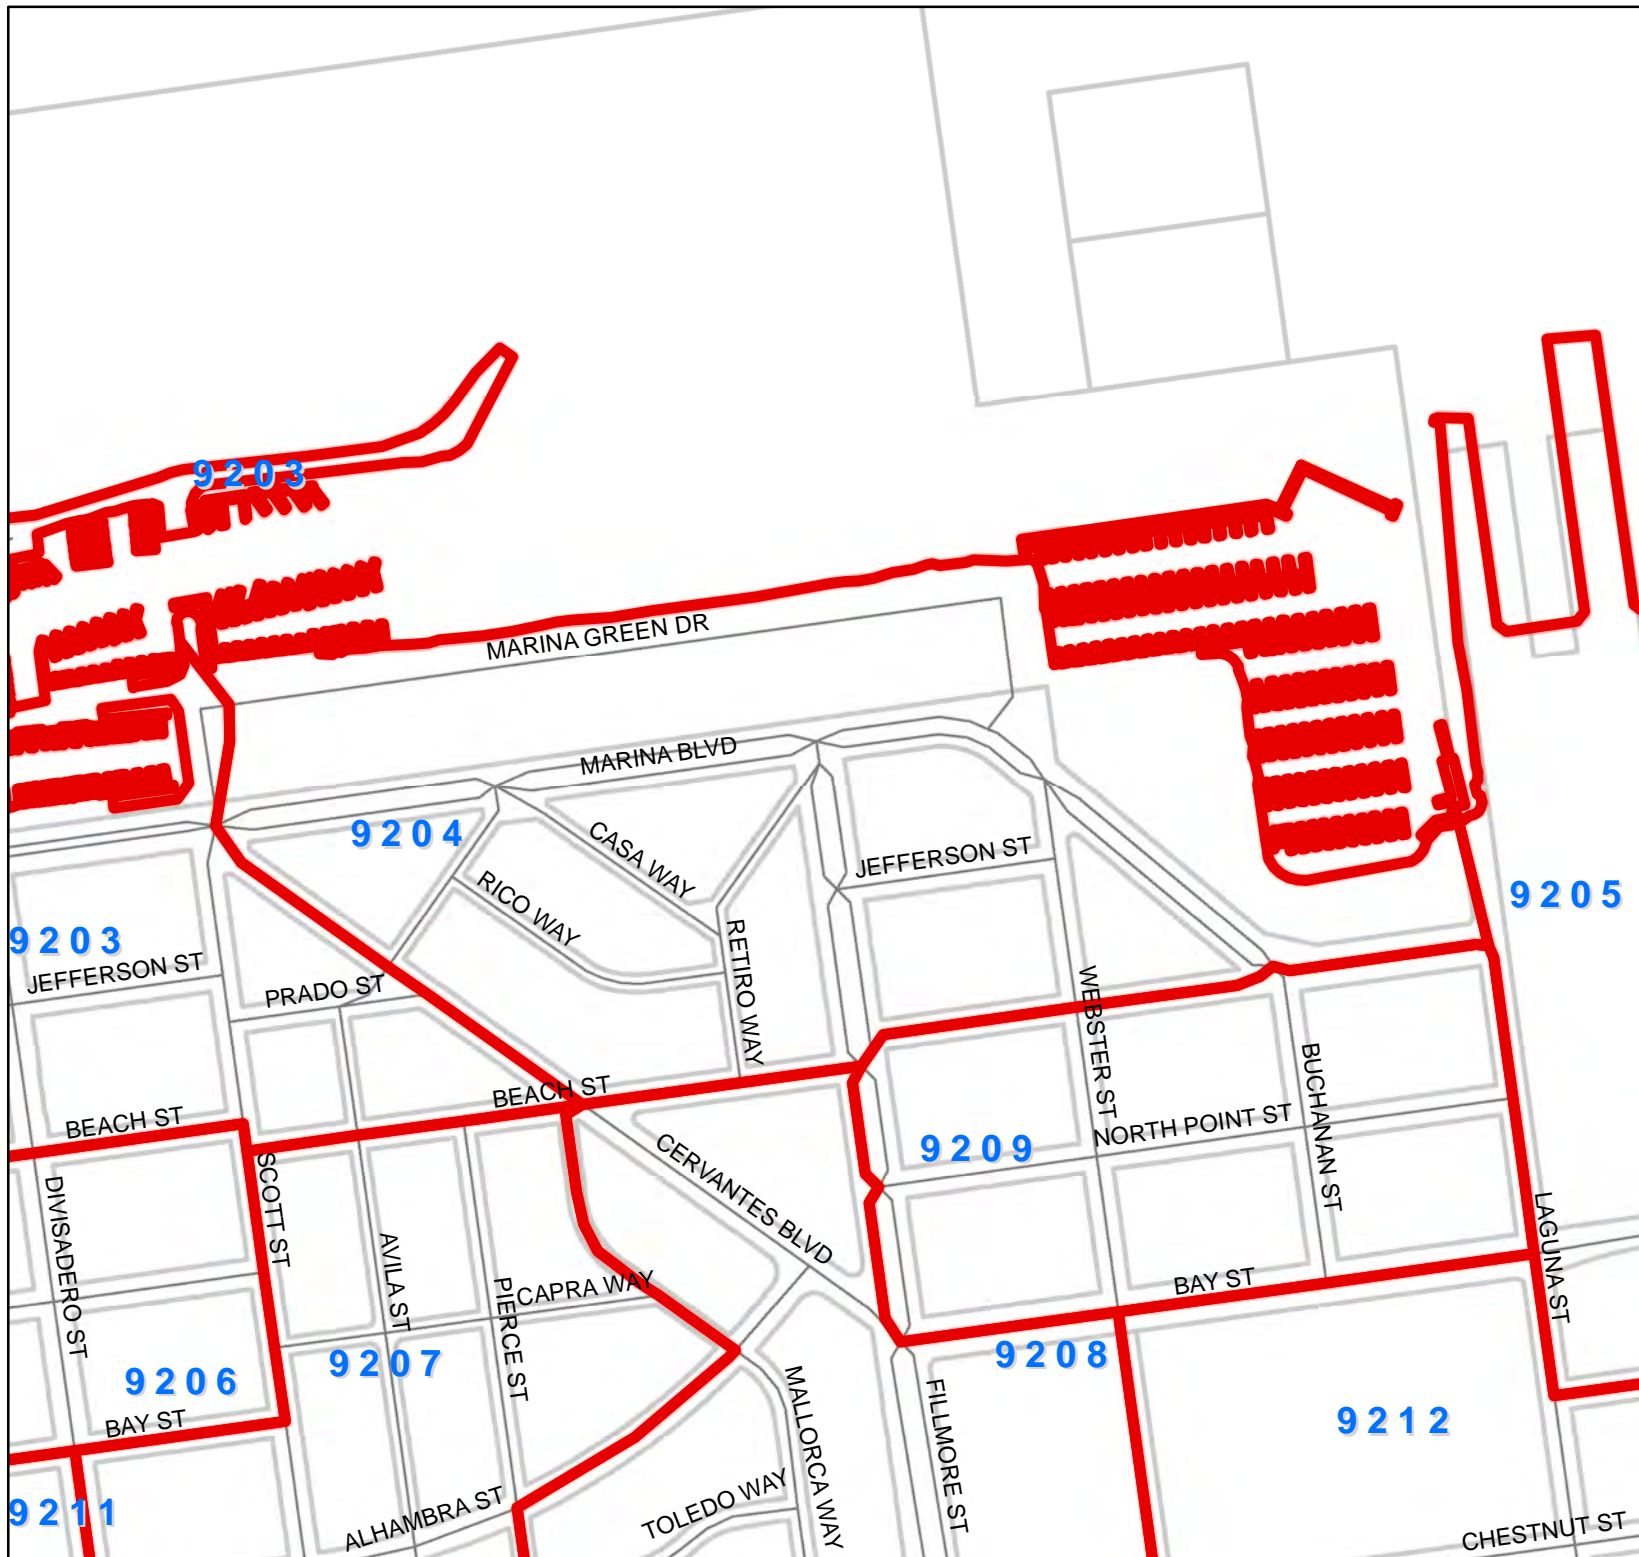 9203
MARINA GREEN DR
MARINA BLVD
9204
CASA WAY
JEFFERSON ST
RICO WAY
9205
9203
JEFFERSON ST
PRADO ST
RETIRO WAY
WEBSTER ST
BEACH ST
BEACH ST
BUCHANAN ST
NORTH POINT ST
9209
CERVANTES BLVD
SCOTT ST
DIVISADERO ST
AVILA ST
LAGUNA ST
PIERCE ST
CAPRA WAY
BAY ST
9206
9207
9208
MALLORCA WAY
FILLMORE ST
9212
BAY ST
9211
ALHAMBRA ST
TOLEDO WAY
CHESTNUT ST